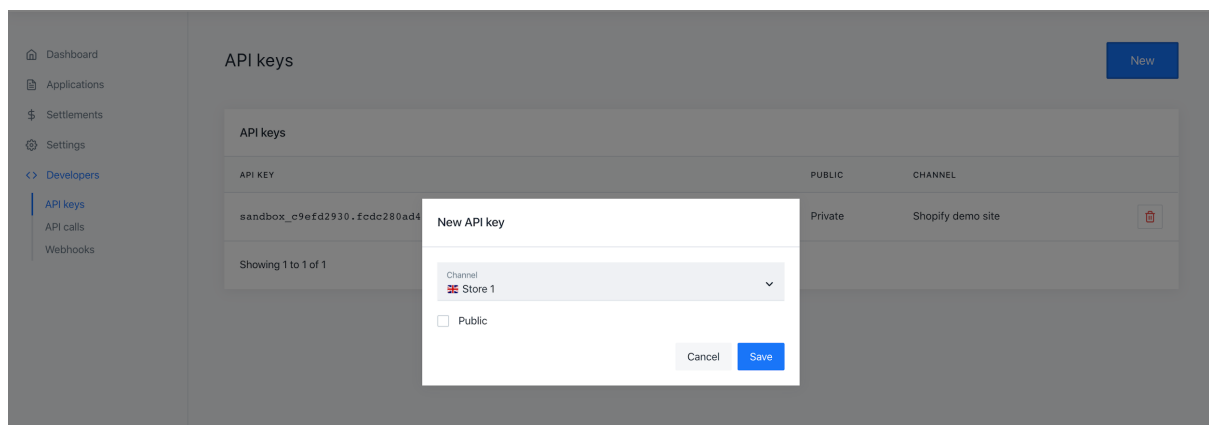 Dashboard
Applications
Settlements
Settings
Developers
API keys
API calls
Webhooks
API keys
New
API keys
API KEY
PUBLIC
CHANNEL
sandbox_c9efd2930.fcdc280ad4
Private
Shopify demo site
Showing 1 to 1 of 1
New API key
Channel
Store 1
Public
Cancel
Save